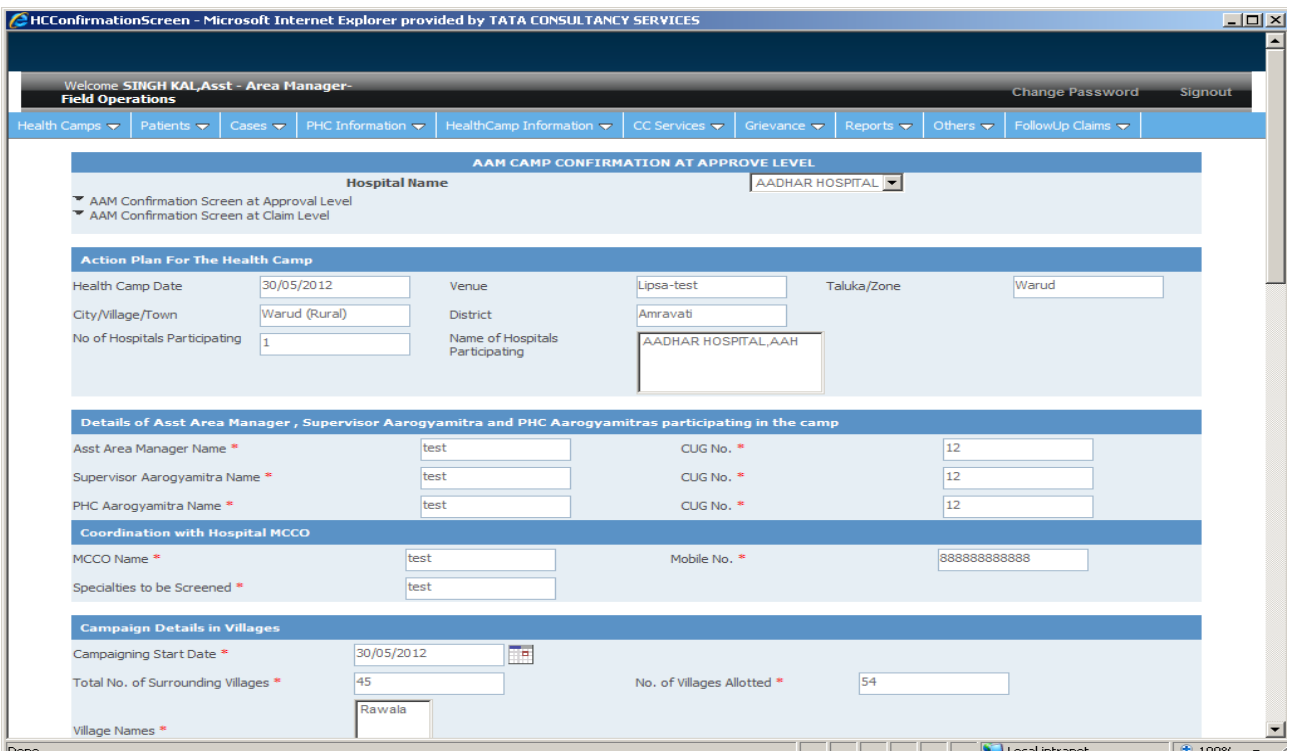 HCConfirmationScreen - Microsoft Internet Explorer provided by TATA CONSULTANCY SERVICES
Welcome SINGH KAL,Asst - Area Manager-
Field Operations
Change Password Signout
Health Camps Patients Cases PHC Information HealthCamp Information CC Services Grievance Reports Others FollowUp Claims
AAM CAMP CONFIRMATION AT APPROVE LEVEL
Hospital Name AADHAR HOSPITAL
AAM Confirmation Screen at Approval Level
AAM Confirmation Screen at Claim Level
Action Plan For The Health Camp
Health Camp Date 30/05/2012 Venue Lipsa-test Taluka/Zone Warud
City/Village/Town Warud (Rural) District Amravati
No of Hospitals Participating 1 Name of Hospitals Participating AADHAR HOSPITAL,AAH
Details of Asst Area Manager , Supervisor Aarogyamitra and PHC Aarogyamitras participating in the camp
Asst Area Manager Name * test CUG No. * 12
Supervisor Aarogyamitra Name * test CUG No. * 12
PHC Aarogyamitra Name * test CUG No. * 12
Coordination with Hospital MCCO
MCCO Name * test Mobile No. * 888888888888
Specialties to be Screened * test
Campaign Details in Villages
Campaigning Start Date * 30/05/2012
Total No. of Surrounding Villages * 45 No. of Villages Allotted * 54
Village Names * Rawala
Done Local intranet 100%